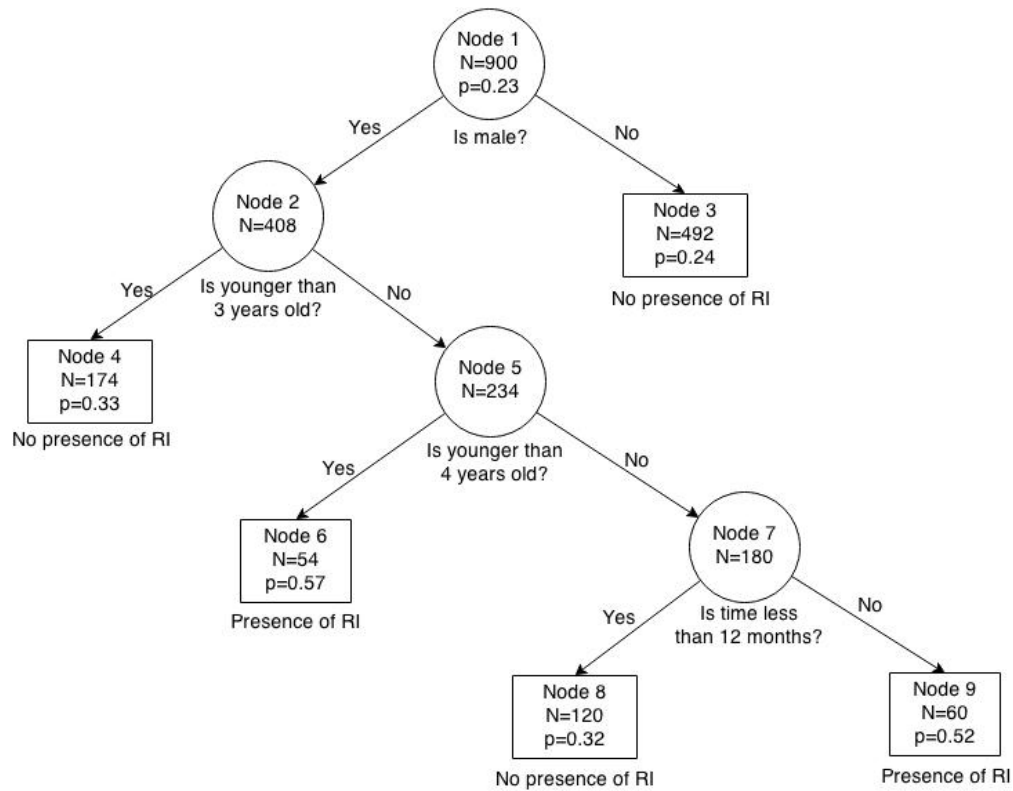 Node 1
N=900
p=0.23
Is male?
Yes
No
Node 2
N=408
Is younger than
3 years old?
Node 3
N=492
p=0.24
No presence of RI
Yes
No
Node 4
N=174
p=0.33
No presence of RI
Node 5
N=234
Is younger than
4 years old?
Yes
No
Node 6
N=54
p=0.57
Presence of RI
Node 7
N=180
Is time less
than 12 months?
Yes
No
Node 8
N=120
p=0.32
No presence of RI
Node 9
N=60
p=0.52
Presence of RI